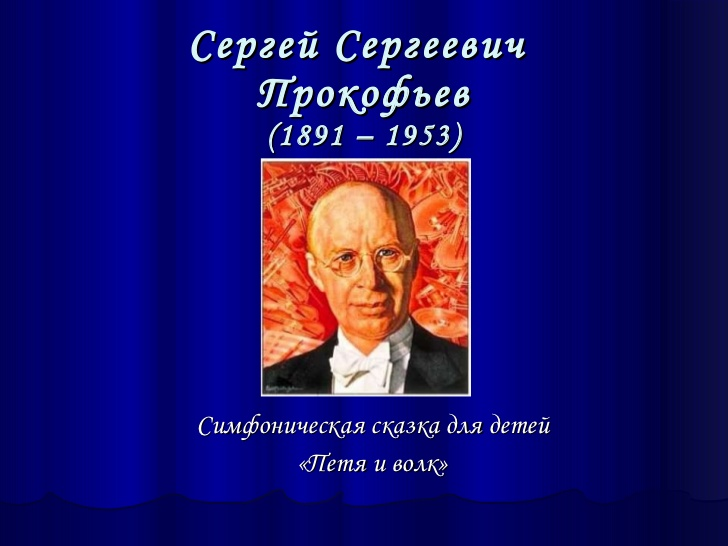 Сергей Сергеевич
Прокофьев
(1891 – 1953)
Симфоническая сказка для детей
«Петя и волк»